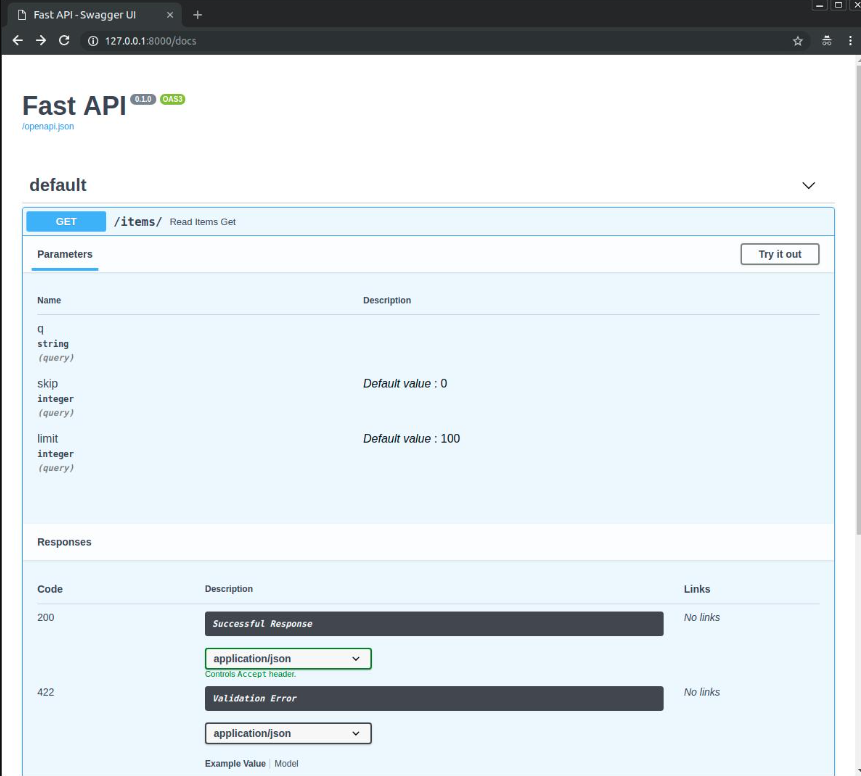 Fast API - Swagger UI
127.0.0.1:8000/docs
Fast API 0.1.0 OAS3
/openapi.json
default
GET /items/ Read Items Get
Parameters Try it out
Name Description
q
string
(query)
skip Default value : 0
integer
(query)
limit Default value : 100
integer
(query)
Responses
Code Description Links
200 Successful Response No links
application/json
Controls Accept header.
422 Validation Error No links
application/json
Example Value Model